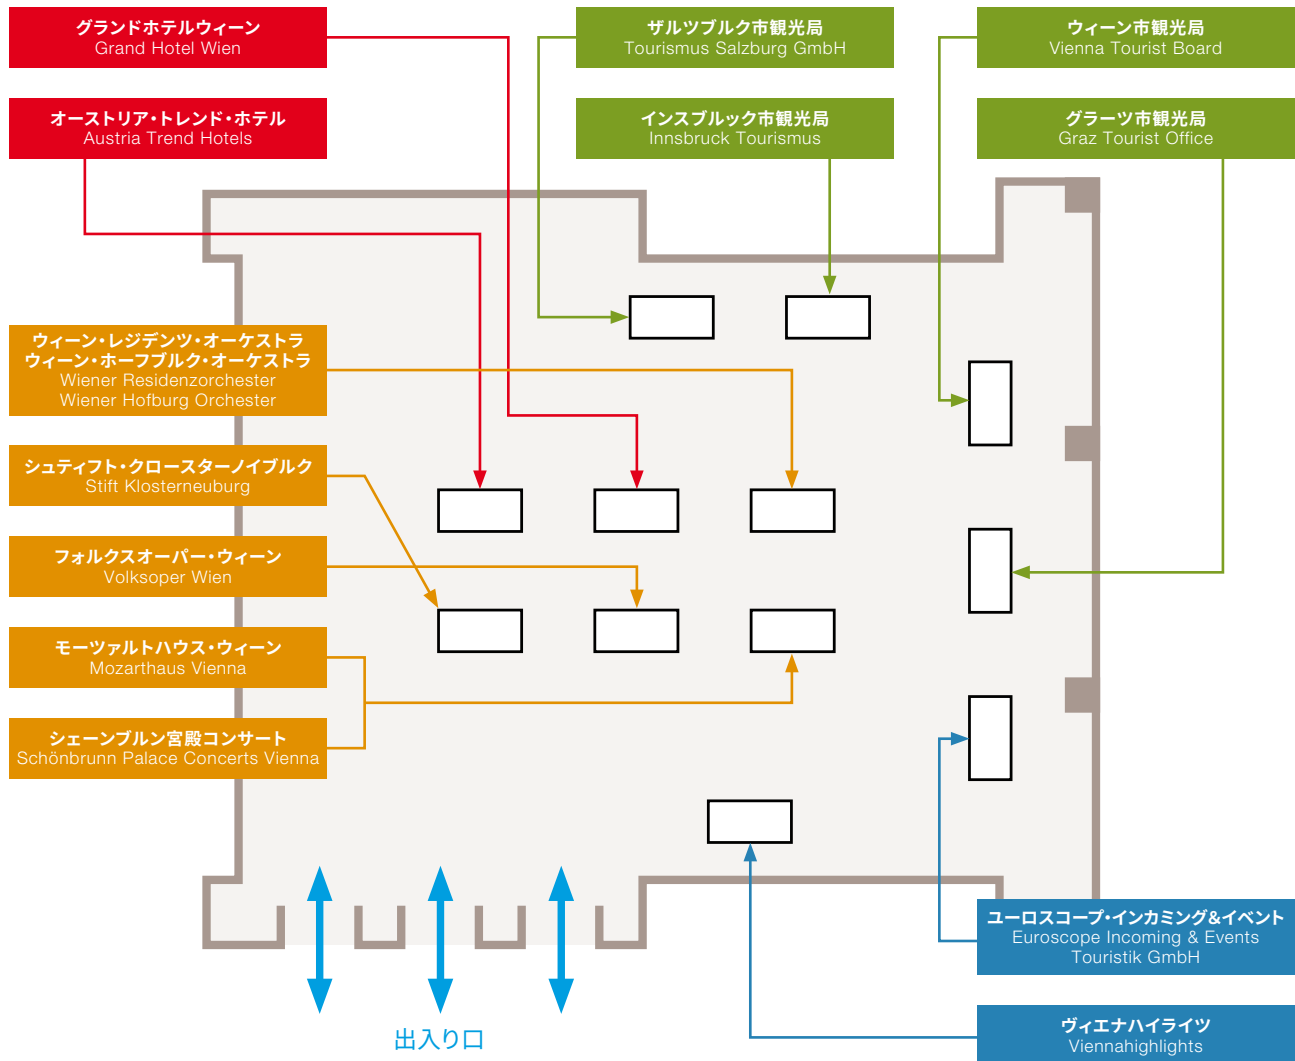 グランドホテルウィーン
Grand Hotel Wien
ザルツブルク市観光局
Tourismus Salzburg GmbH
ウィーン市観光局
Vienna Tourist Board
オーストリア・トレンド・ホテル
Austria Trend Hotels
インスブルック市観光局
Innsbruck Tourismus
グラーツ市観光局
Graz Tourist Office
ウィーン・レジデンツ・オーケストラ
ウィーン・ホーフブルク・オーケストラ
Wiener Residenzorchester
Wiener Hofburg Orchester
シュティフト・クロースターノイブルク
Stift Klosterneuburg
フォルクスオーパー・ウィーン
Volksoper Wien
モーツァルトハウス・ウィーン
Mozarthaus Vienna
シェーンブルン宮殿コンサート
Schönbrunn Palace Concerts Vienna
ユーロスコープ・インカミング&イベント
Euroscope Incoming & Events
Touristik GmbH
ヴィエナハイライツ
Viennahighlights
出入り口